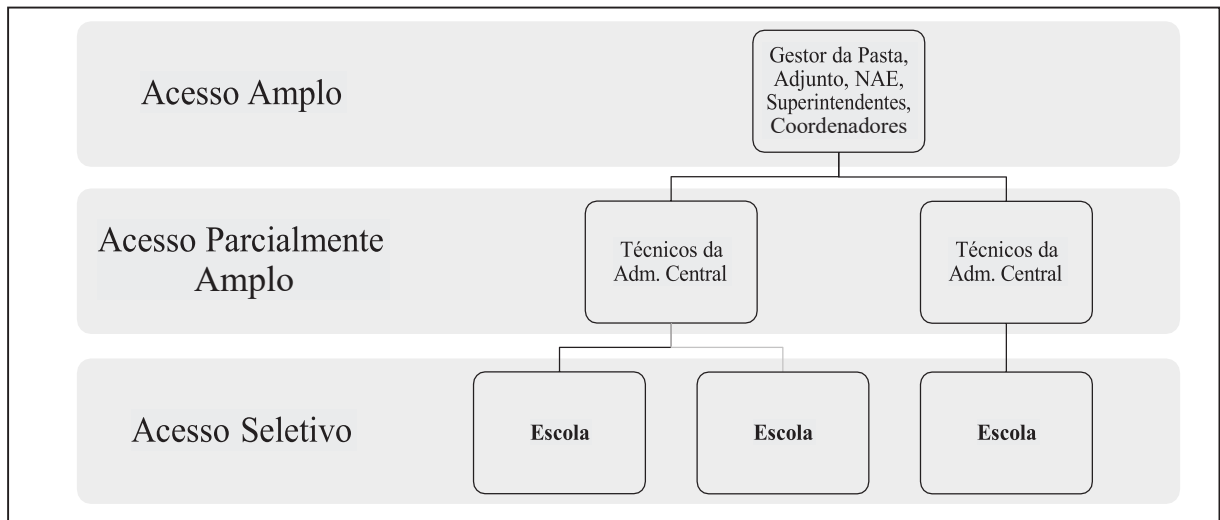 Acesso Amplo
Gestor da Pasta,
Adjunto, NAE,
Superintendentes,
Coordenadores
Acesso Parcialmente
Amplo
Técnicos da
Adm. Central
Técnicos da
Adm. Central
Acesso Seletivo
Escola
Escola
Escola